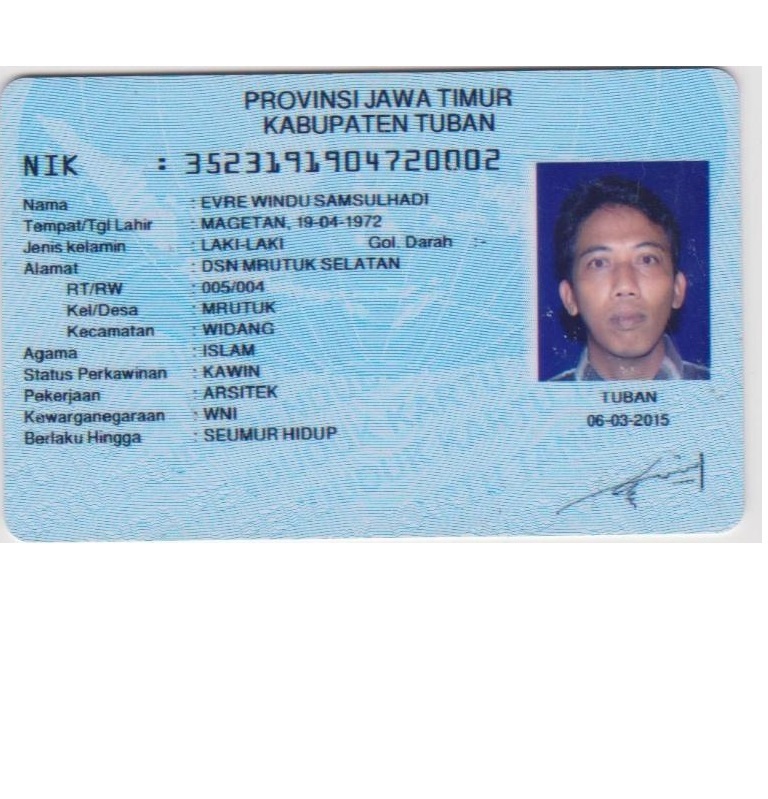 PROVINSI JAWA TIMUR
KABUPATEN TUBAN
NIK : 3523191904720002
Nama : EVRE WINDU SAMSULHADI
Tempat/Tgl Lahir : MAGETAN, 19-04-1972
Jenis kelamin : LAKI-LAKI Gol. Darah :-
Alamat : DSN MRUTUK SELATAN
RT/RW : 005/004
Kel/Desa : MRUTUK
Kecamatan : WIDANG
Agama : ISLAM
Status Perkawinan : KAWIN
Pekerjaan : ARSITEK
Kewarganegaraan : WNI
Berlaku Hingga : SEUMUR HIDUP
TUBAN
06-03-2015